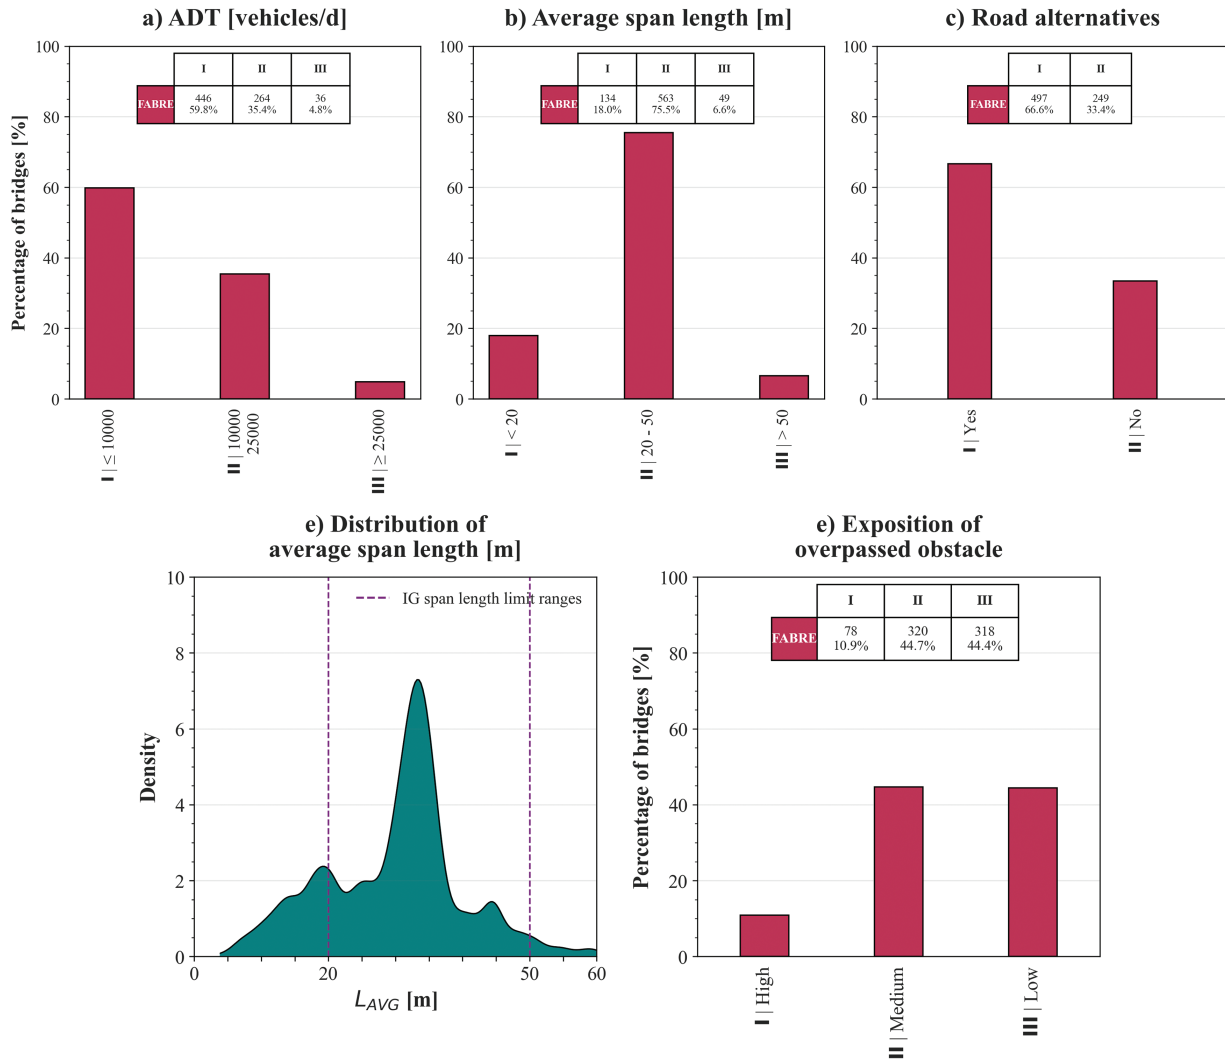 a) ADT [vehicles/d]
Percentage of bridges [%]
100
80
60
40
20
0
I II III
FABRE
446 264 36
59.8% 35.4% 4.8%
I | ≤ 10000
II | 10000
25000
III | ≥ 25000
b) Average span length [m]
100
80
60
40
20
0
I II III
FABRE
134 563 49
18.0% 75.5% 6.6%
I | < 20
II | 20 - 50
III | > 50
c) Road alternatives
100
80
60
40
20
0
I II
FABRE
497 249
66.6% 33.4%
I | Yes
II | No
e) Distribution of
average span length [m]
Density
10
8
6
4
2
0
IG span length limit ranges
0 20 50 60
L_AVG [m]
e) Exposition of
overpassed obstacle
Percentage of bridges [%]
100
80
60
40
20
0
I II III
FABRE
78 320 318
10.9% 44.7% 44.4%
I | High
II | Medium
III | Low